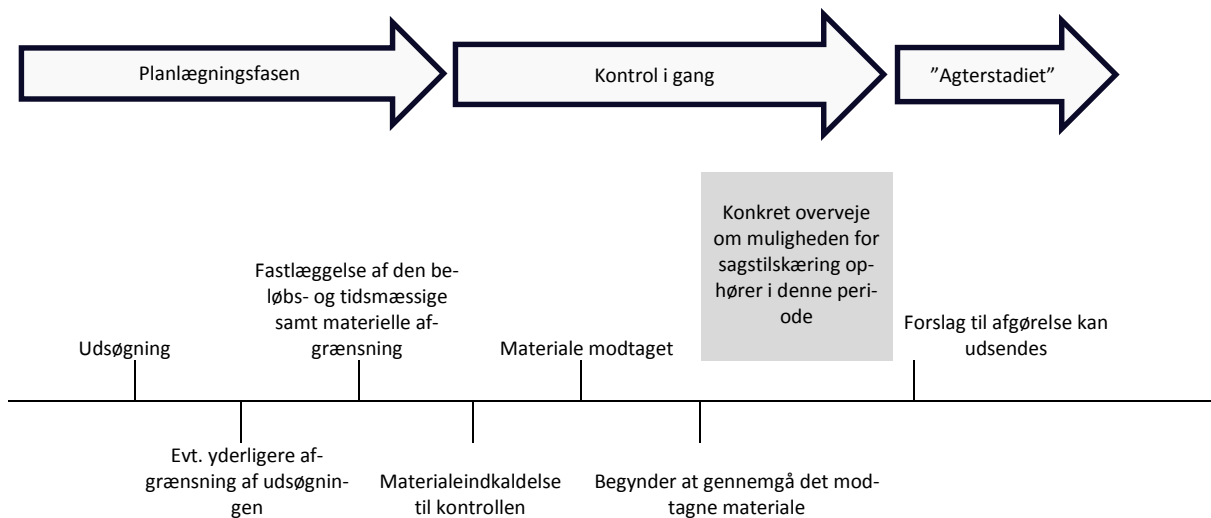 Planlægningsfasen
Kontrol i gang
”Agterstadiet”
Konkret overveje
om muligheden for
sagstilskæring op-
hører i denne peri-
ode
Fastlæggelse af den be-
løbs- og tidsmæssige
samt materielle af-
grænsning
Udsøgning
Materiale modtaget
Forslag til afgørelse kan
udsendes
Evt. yderligere af-
grænsning af udsøgnin-
gen
Materialeindkaldelse
til kontrollen
Begynder at gennemgå det mod-
tagne materiale